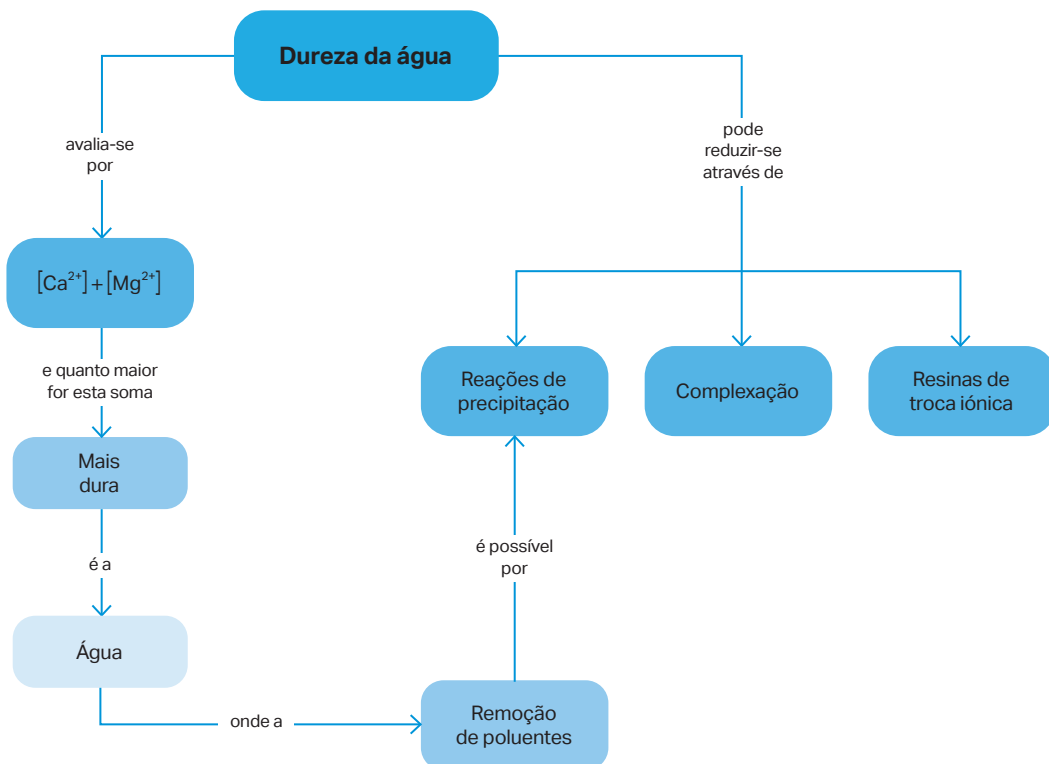 Dureza da água
avalia-se
por
pode
reduzir-se
através de
[Ca²⁺]+[Mg²⁺]
e quanto maior
for esta soma
Reações de
precipitação
Complexação
Resinas de
troca iónica
Mais
dura
é a
é possível
por
Água
onde a
Remoção
de poluentes